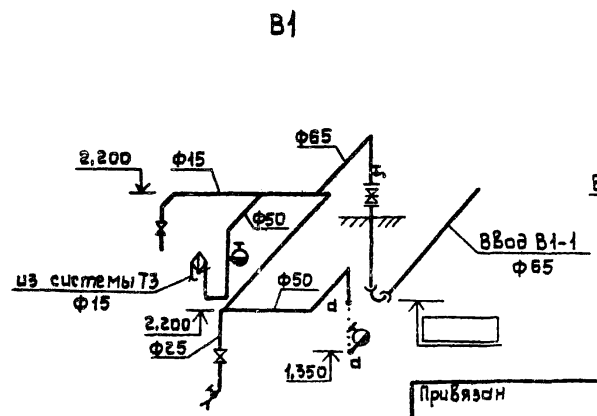 В1
ф65
2,200
ф15
ф50
Ввод В1-1
ф65
из системы Т3
ф15
ф50
2,200
ф25
а
1,350
а
Привязан